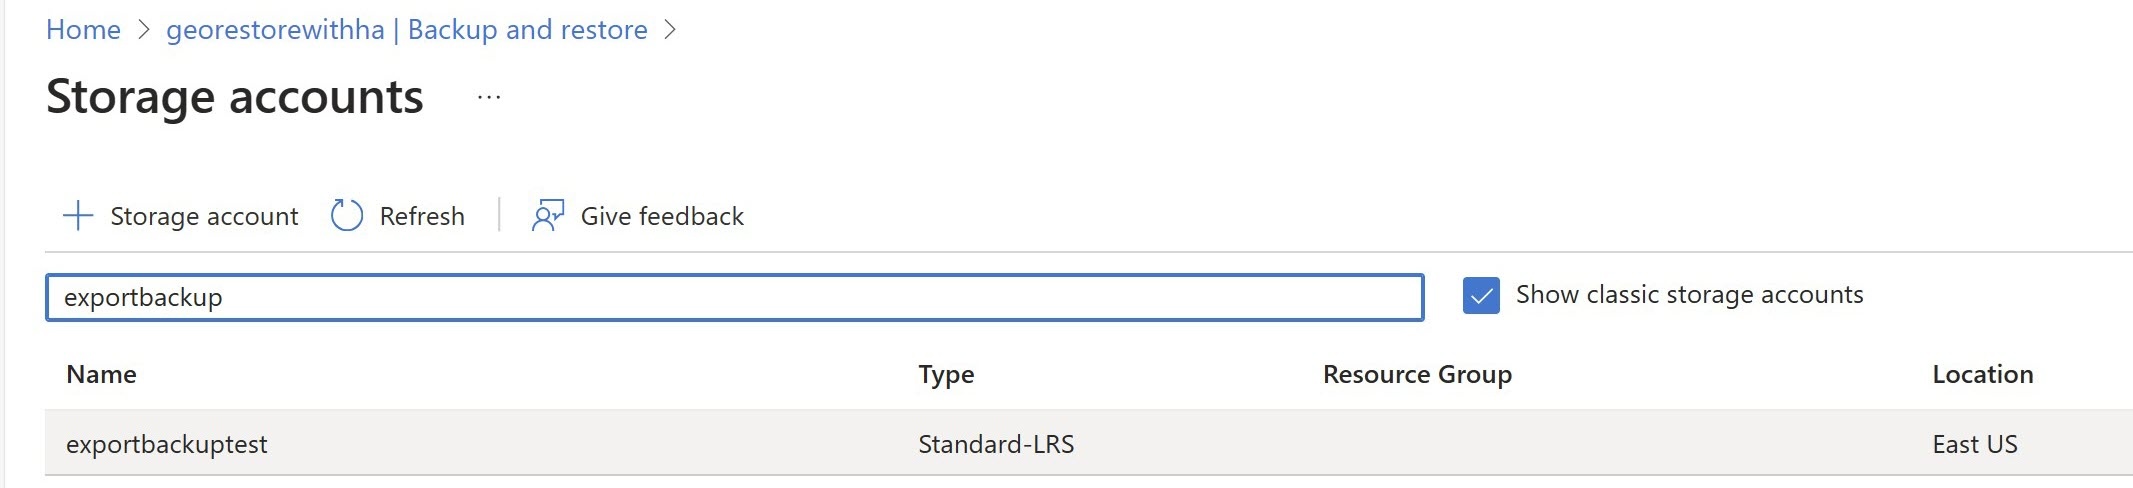 Home > georestorewithha | Backup and restore >
Storage accounts ...
+ Storage account Refresh | Give feedback
exportbackup Show classic storage accounts
Name Type Resource Group Location
exportbackuptest Standard-LRS East US